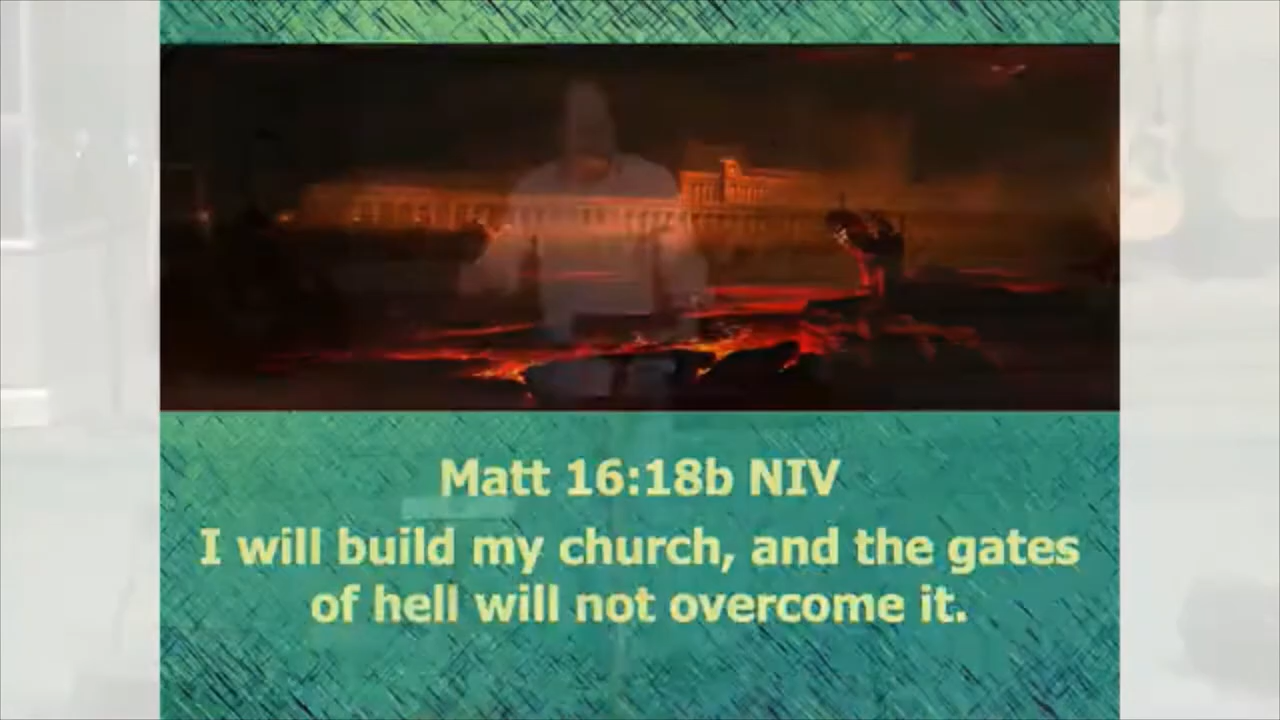 Matt 16:18b NIV
I will build my church, and the gates
of hell will not overcome it.